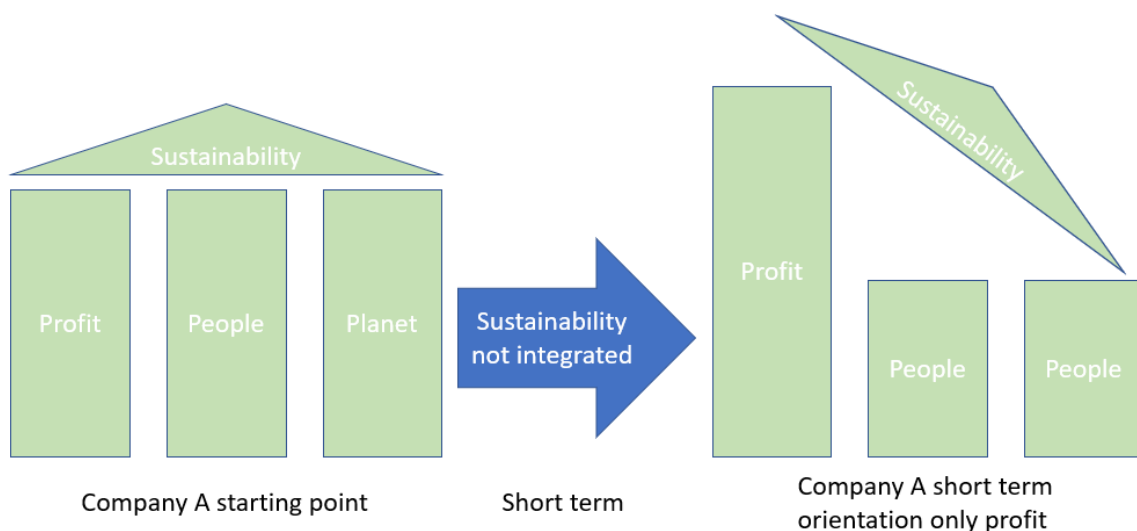 Sustainability
Profit
People
Planet
Sustainability
not integrated
Sustainability
Profit
People
People
Company A starting point
Short term
Company A short term
orientation only profit